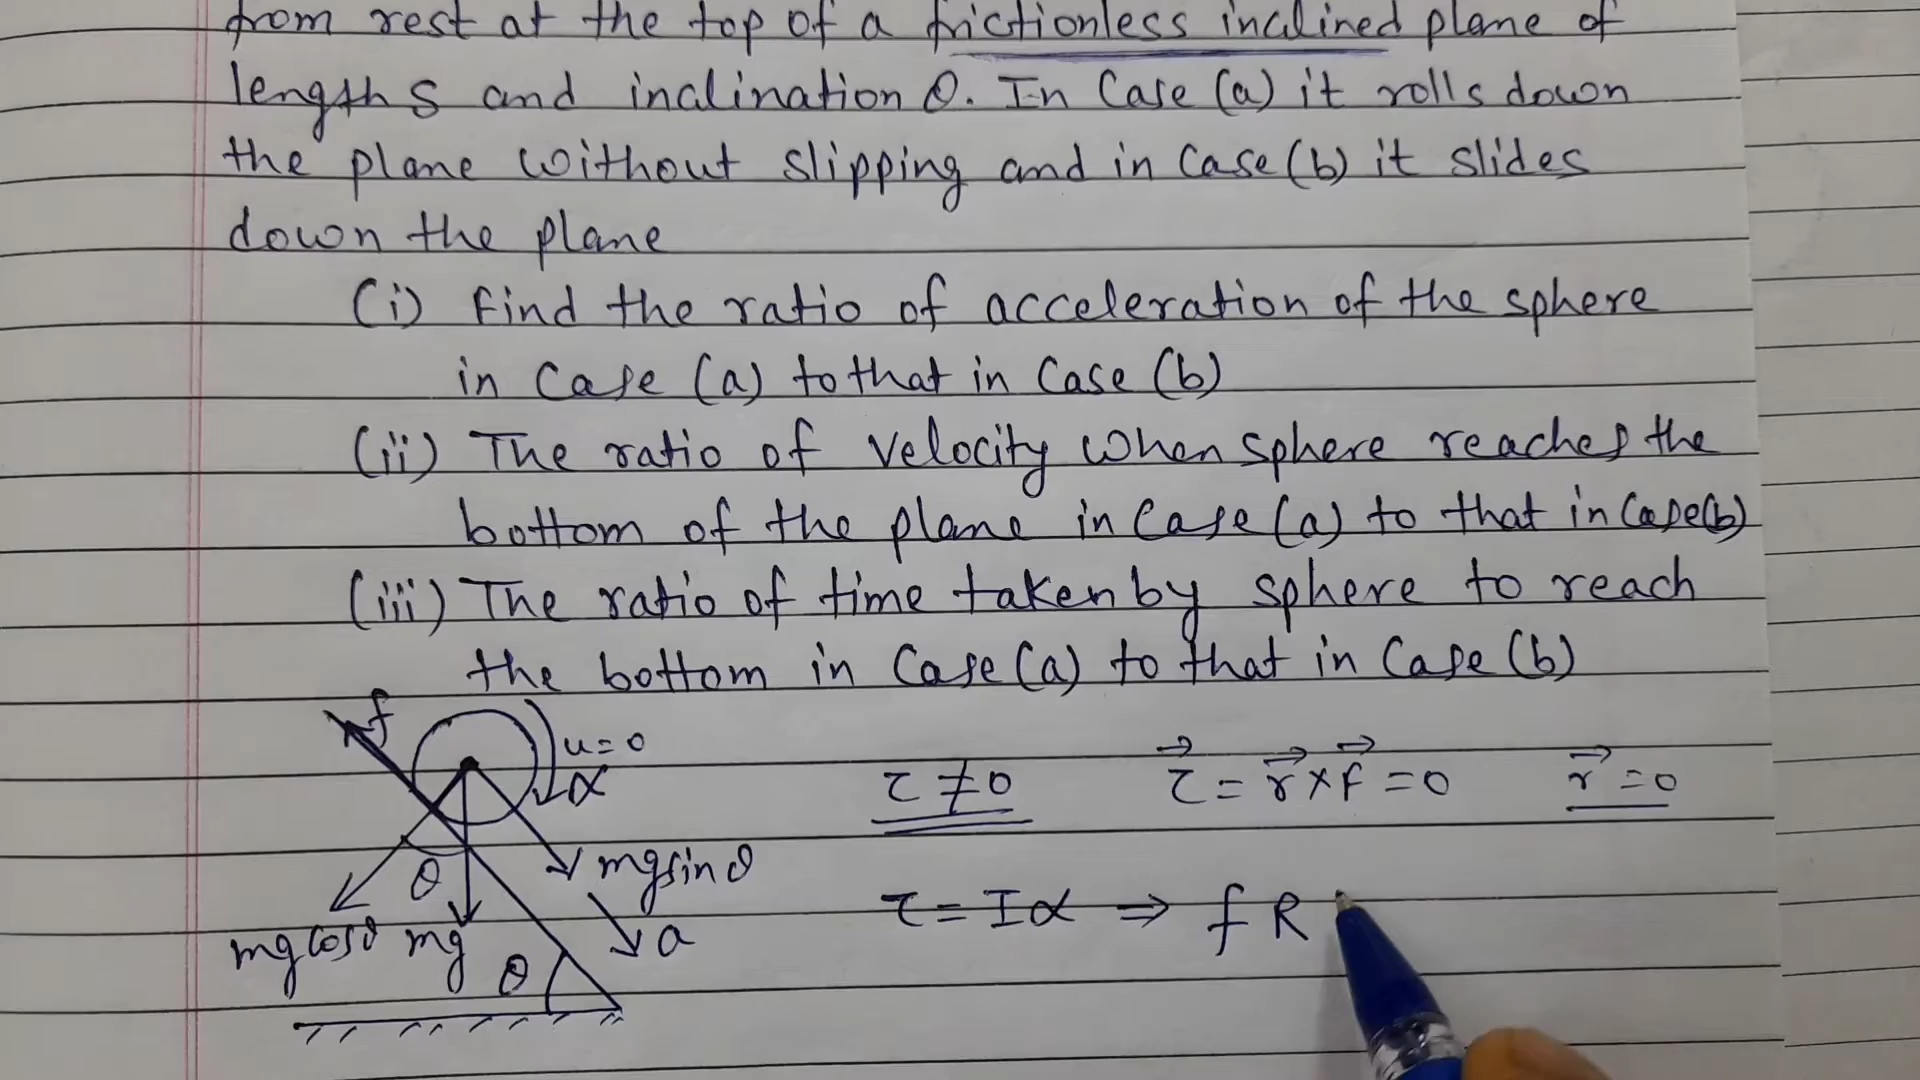 from rest at the top of a frictionless inclined plane of
length S and inclination θ. In Case (a) it rolls down
the plane without slipping and in Case (b) it slides
down the plane
(i) find the ratio of acceleration of the sphere
in Case (a) to that in Case (b)
(ii) The ratio of velocity when sphere reaches the
bottom of the plane in Case (a) to that in Case (b)
(iii) The ratio of time taken by sphere to reach
the bottom in Case (a) to that in Case (b)
f
u=0
α
θ
mg sinθ
mg cosθ
mg
a
θ
τ ≠ 0
τ⃗ = r⃗ × F⃗ = 0
r⃗ = 0
τ = Iα ⇒ f R